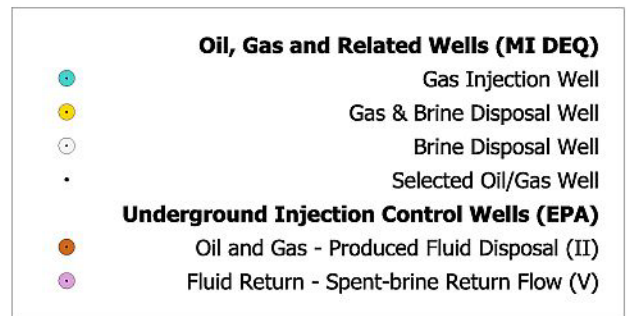 Oil, Gas and Related Wells (MI DEQ)
Gas Injection Well
Gas & Brine Disposal Well
Brine Disposal Well
Selected Oil/Gas Well
Underground Injection Control Wells (EPA)
Oil and Gas - Produced Fluid Disposal (II)
Fluid Return - Spent-brine Return Flow (V)